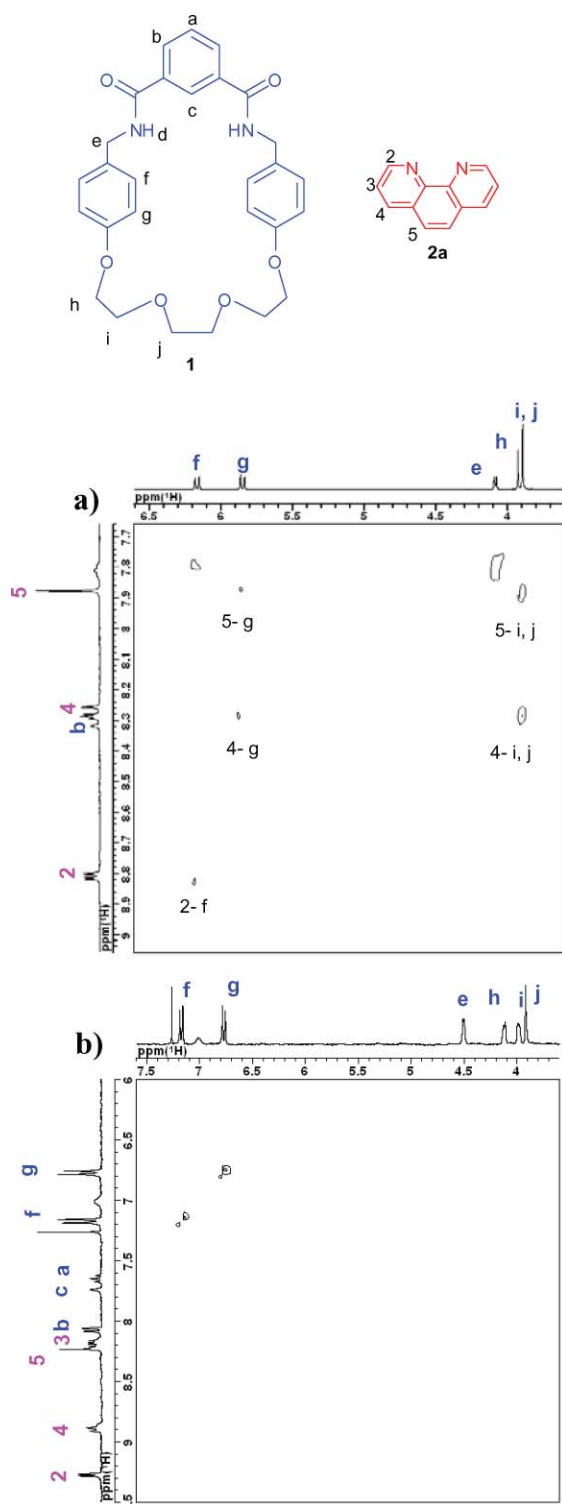 a
b
c
O
O
NH
d
HN
e
f
g
O
O
h
O
O
i
j
1
2
N
N
3
4
5
2a
i, j
h
f
g
e
a)
ppm(¹H)
6.5
6
5.5
5
4.5
4
5
4
b
2
7.7
7.8
7.9
8
8.1
8.2
8.3
8.4
8.5
8.6
8.7
8.8
8.9
9
ppm(¹H)
5- g
5- i, j
4- g
4- i, j
2- f
f
g
e
h
i
j
b)
ppm(¹H)
7.5
7
6.5
6
5.5
5
4.5
4
g
f
a
c
b
3
5
4
2
6
6.5
7
7.5
8
8.5
9
.5